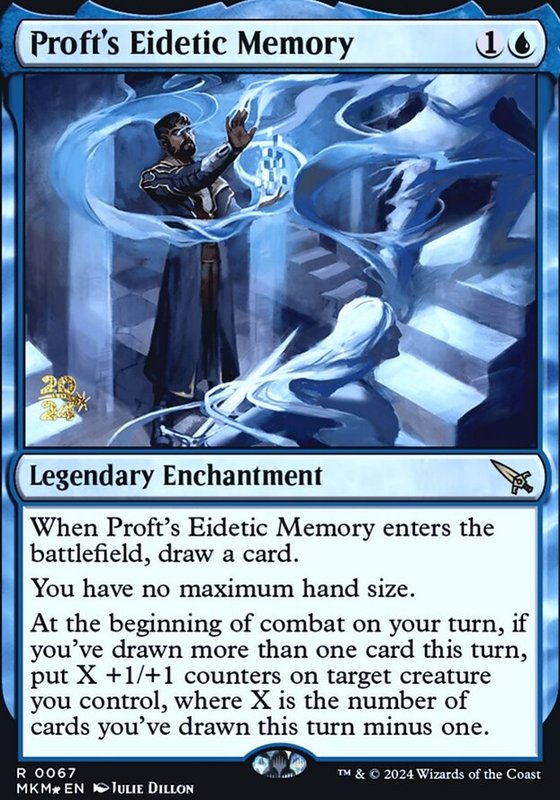 Proft's Eidetic Memory 1
20
24
Legendary Enchantment
When Proft's Eidetic Memory enters the
battlefield, draw a card.
You have no maximum hand size.
At the beginning of combat on your turn, if
you've drawn more than one card this turn,
put X +1/+1 counters on target creature
you control, where X is the number of
cards you've drawn this turn minus one.
R 0067
MKM★EN Julie Dillon
™ & © 2024 Wizards of the Coast